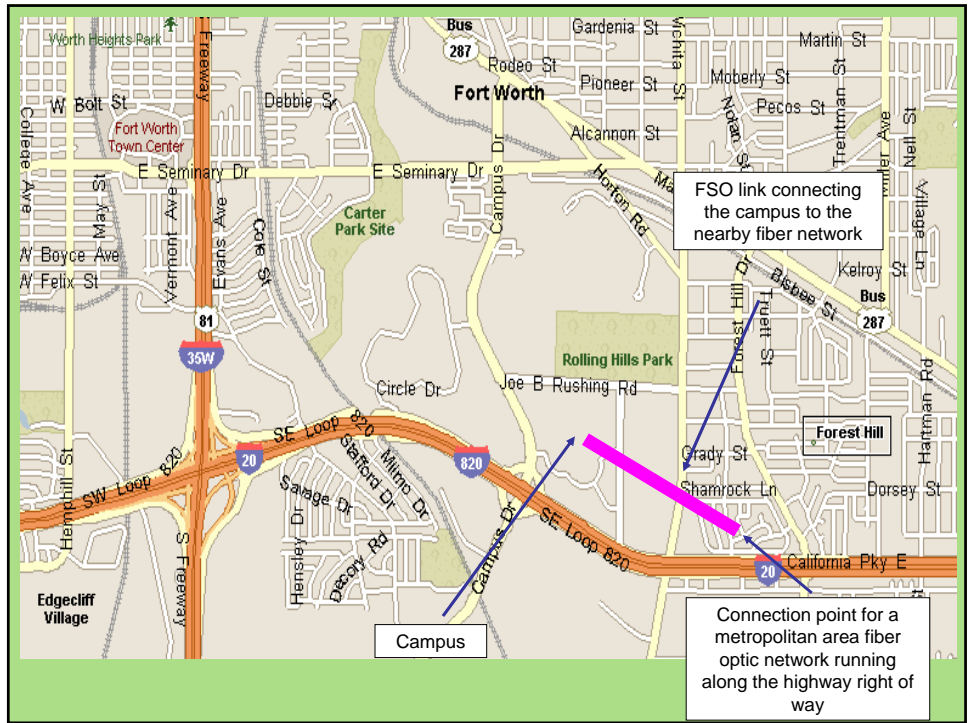 Worth Heights Park
Freeway
Bus
287
Gardenia St
Wichita St
Martin St
Rodeo St
Fort Worth
Pioneer St
Moberly St
W Bolt St
Debbie St
Pecos St
College Ave
Fort Worth
Town Center
Alcannon St
Nolan St
Trentman St
Nell St
May St
E Seminary Dr
E Seminary Dr
Campus Dr
Horton Rd
FSO link connecting
the campus to the
nearby fiber network
Village Ln
Carter
Park Site
Vermont Ave
Evans Ave
Cole St
W Boyce Ave
W Felix St
Kelroy St
Bisbee St
Bus
287
Forest Hill Dr
Truett St
81
35W
Rolling Hills Park
Circle Dr
Joe B Rushing Rd
Hartman Rd
Forest Hill
SE Loop 820
SW Loop 820
20
820
Grady St
Stafford Dr
Mimo Dr
Shamrock Ln
Dorsey St
Hemphill St
Savage Dr
SE Loop 820
Hensey Dr
Decory Rd
Campus Dr
S Freeway
California Pky E
20
Edgecliff
Village
Campus
Connection point for a
metropolitan area fiber
optic network running
along the highway right of
way